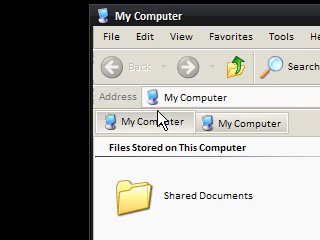 My Computer
File Edit View Favorites Tools
Back Search
Address My Computer
My Computer My Computer
Files Stored on This Computer
Shared Documents